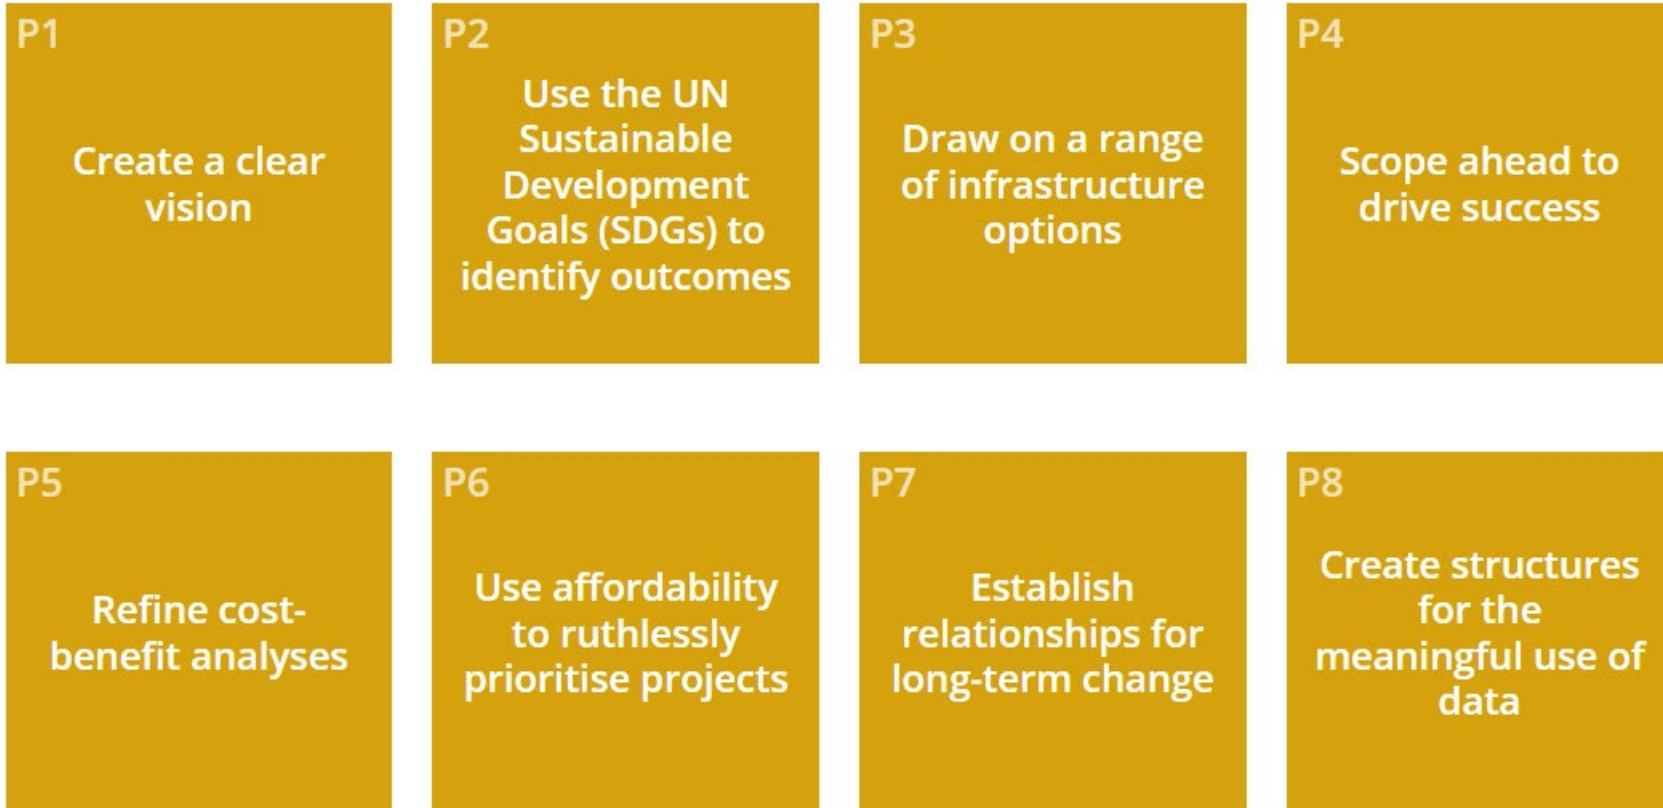 P1
Create a clear
vision
P2
Use the UN
Sustainable
Development
Goals (SDGs) to
identify outcomes
P3
Draw on a range
of infrastructure
options
P4
Scope ahead to
drive success
P5
Refine cost-
benefit analyses
P6
Use affordability
to ruthlessly
prioritise projects
P7
Establish
relationships for
long-term change
P8
Create structures
for the
meaningful use of
data